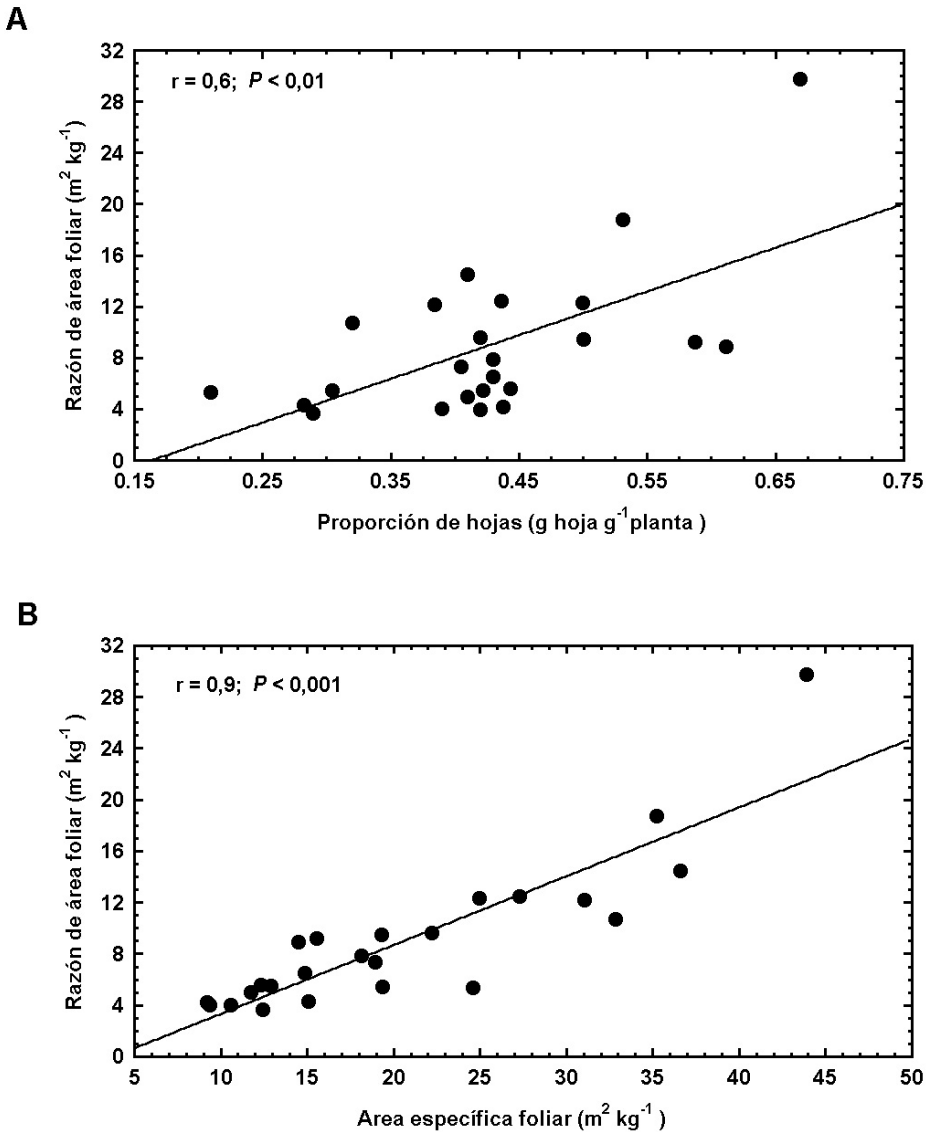 A
r = 0,6; P < 0,01
Razón de área foliar (m² kg⁻¹)
32
28
24
20
16
12
8
4
0
0.15 0.25 0.35 0.45 0.55 0.65 0.75
Proporción de hojas (g hoja g⁻¹planta )
B
r = 0,9; P < 0,001
Razón de área foliar (m² kg⁻¹ )
32
28
24
20
16
12
8
4
0
5 10 15 20 25 30 35 40 45 50
Area específica foliar (m² kg⁻¹ )